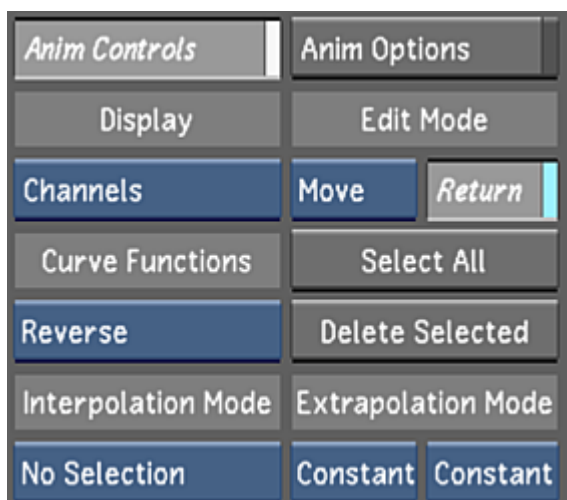 Anim Controls Anim Options
Display Edit Mode
Channels Move Return
Curve Functions Select All
Reverse Delete Selected
Interpolation Mode Extrapolation Mode
No Selection Constant Constant